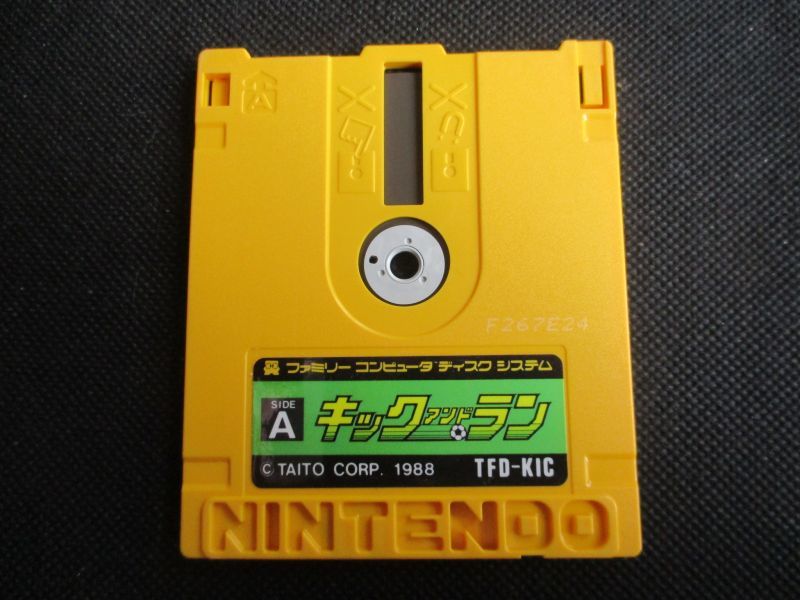 A
F267E24
ファミリー コンピュータ ディスク システム
SIDE
A
キック アンド ラン
© TAITO CORP. 1988 TFD-KIC
NINTENDO